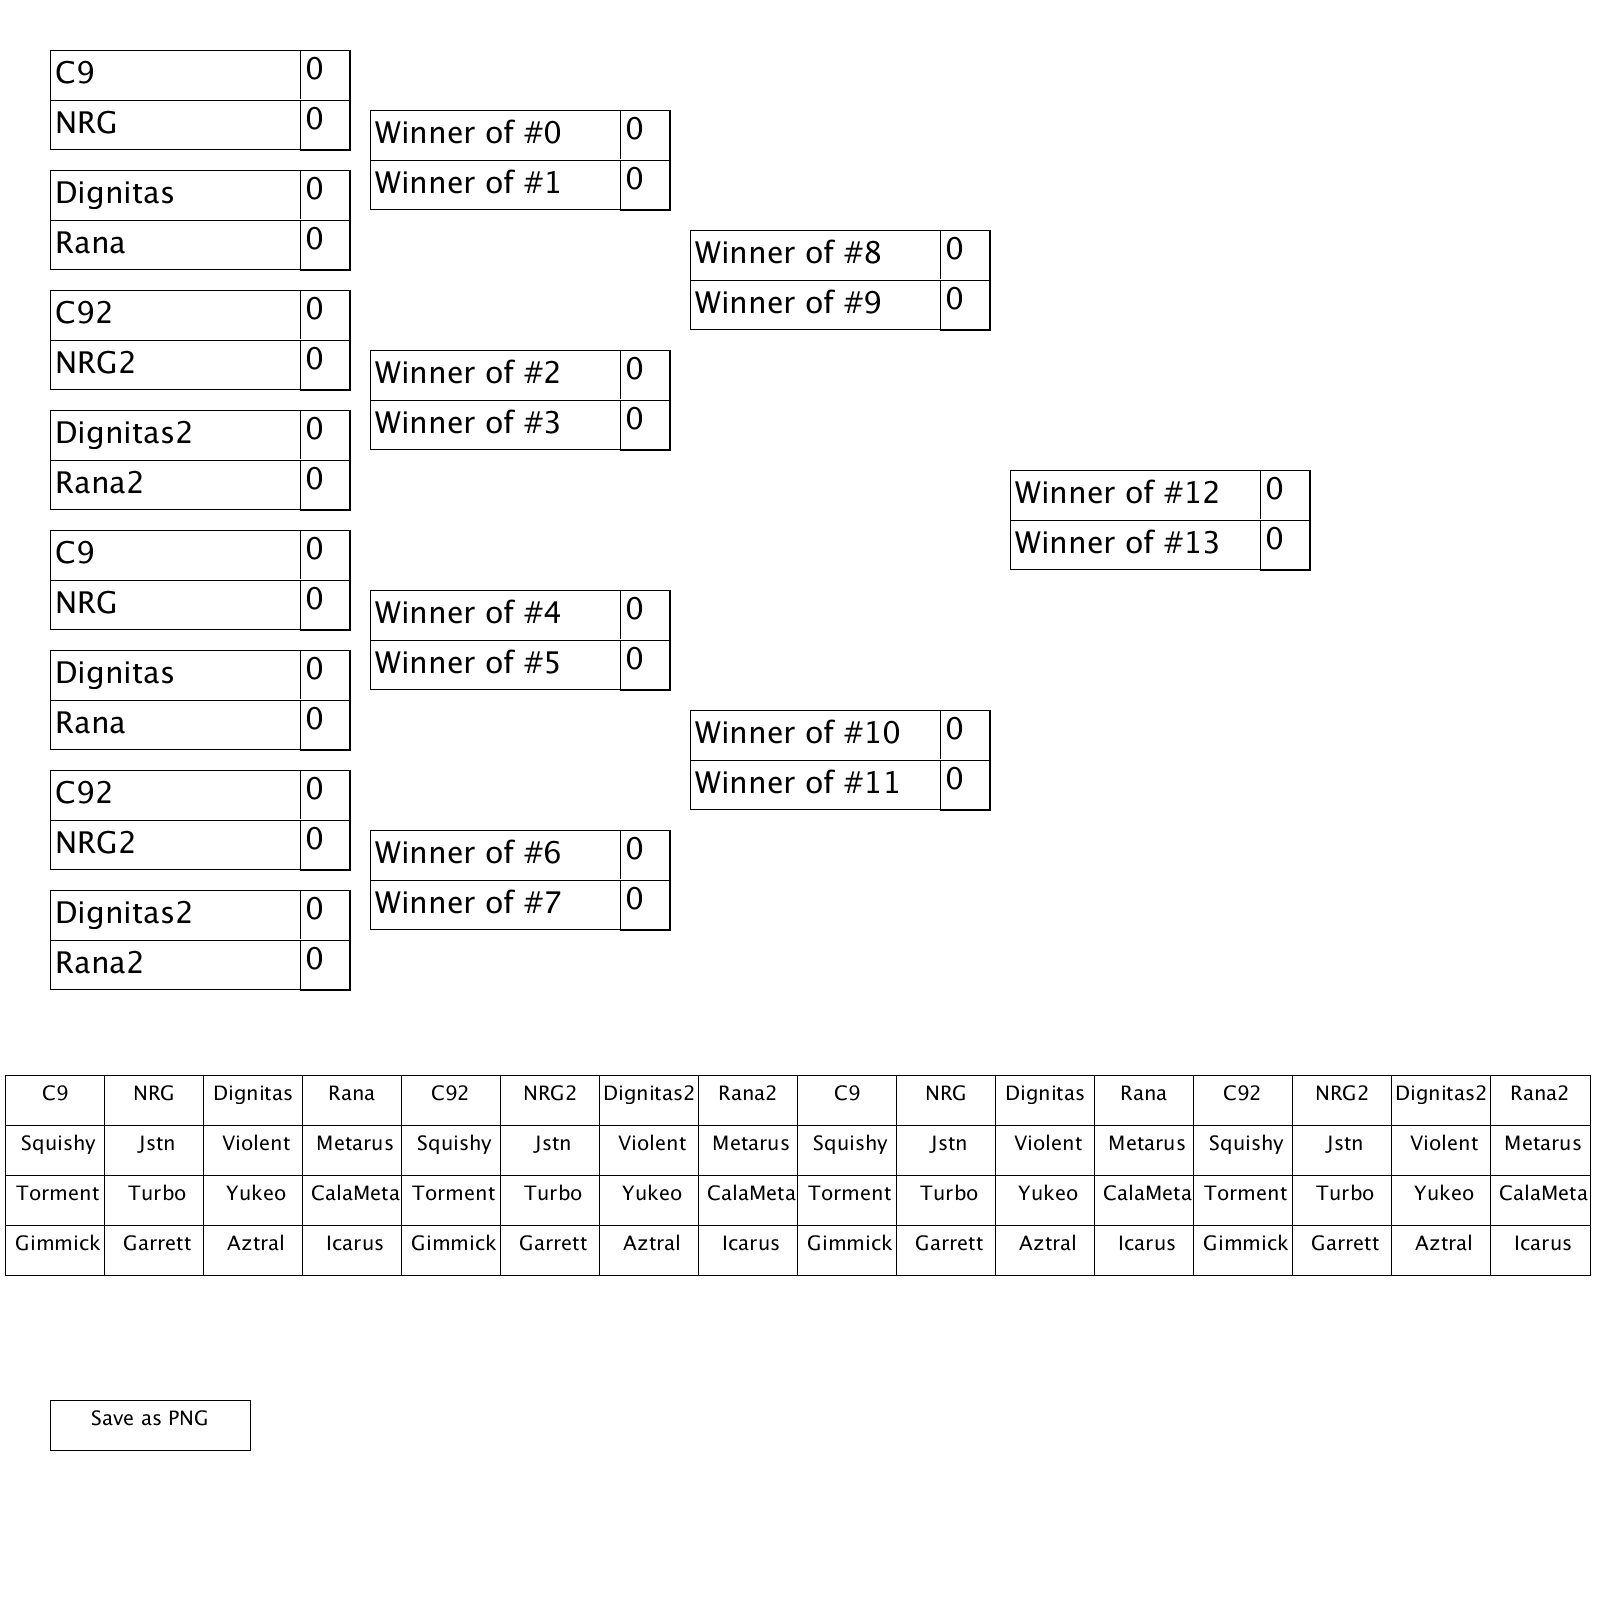 C9 0
NRG 0
Winner of #0 0
Winner of #1 0
Dignitas 0
Rana 0
Winner of #8 0
Winner of #9 0
C92 0
NRG2 0
Winner of #2 0
Winner of #3 0
Dignitas2 0
Rana2 0
Winner of #12 0
Winner of #13 0
C9 0
NRG 0
Winner of #4 0
Winner of #5 0
Dignitas 0
Rana 0
Winner of #10 0
Winner of #11 0
C92 0
NRG2 0
Winner of #6 0
Winner of #7 0
Dignitas2 0
Rana2 0
C9 NRG Dignitas Rana C92 NRG2 Dignitas2 Rana2 C9 NRG Dignitas Rana C92 NRG2 Dignitas2 Rana2
Squishy Jstn Violent Metarus Squishy Jstn Violent Metarus Squishy Jstn Violent Metarus Squishy Jstn Violent Metarus
Torment Turbo Yukeo CalaMeta Torment Turbo Yukeo CalaMeta Torment Turbo Yukeo CalaMeta Torment Turbo Yukeo CalaMeta
Gimmick Garrett Aztral Icarus Gimmick Garrett Aztral Icarus Gimmick Garrett Aztral Icarus Gimmick Garrett Aztral Icarus
Save as PNG